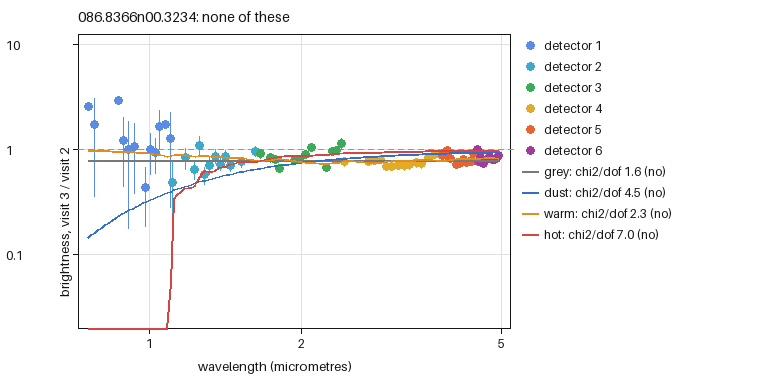 086.8366n00.3234: none of these
10
1
0.1
brightness, visit 3 / visit 2
1
2
5
wavelength (micrometres)
detector 1
detector 2
detector 3
detector 4
detector 5
detector 6
grey: chi2/dof 1.6 (no)
dust: chi2/dof 4.5 (no)
warm: chi2/dof 2.3 (no)
hot: chi2/dof 7.0 (no)